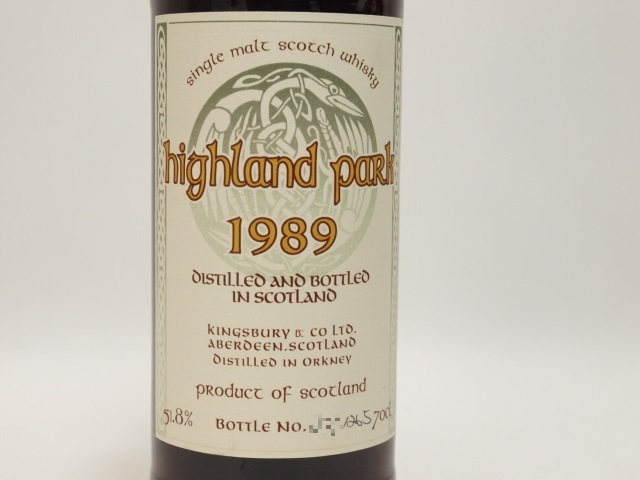 single malt scotch whisky
highland park
1989
DISTILLED AND BOTTLED
IN SCOTLAND
KINGSBURY & CO LTD.
ABERDEEN.SCOTLAND
DISTILLED IN ORKNEY
product of scotland
51.8% BOTTLE NO. 1265 70cl